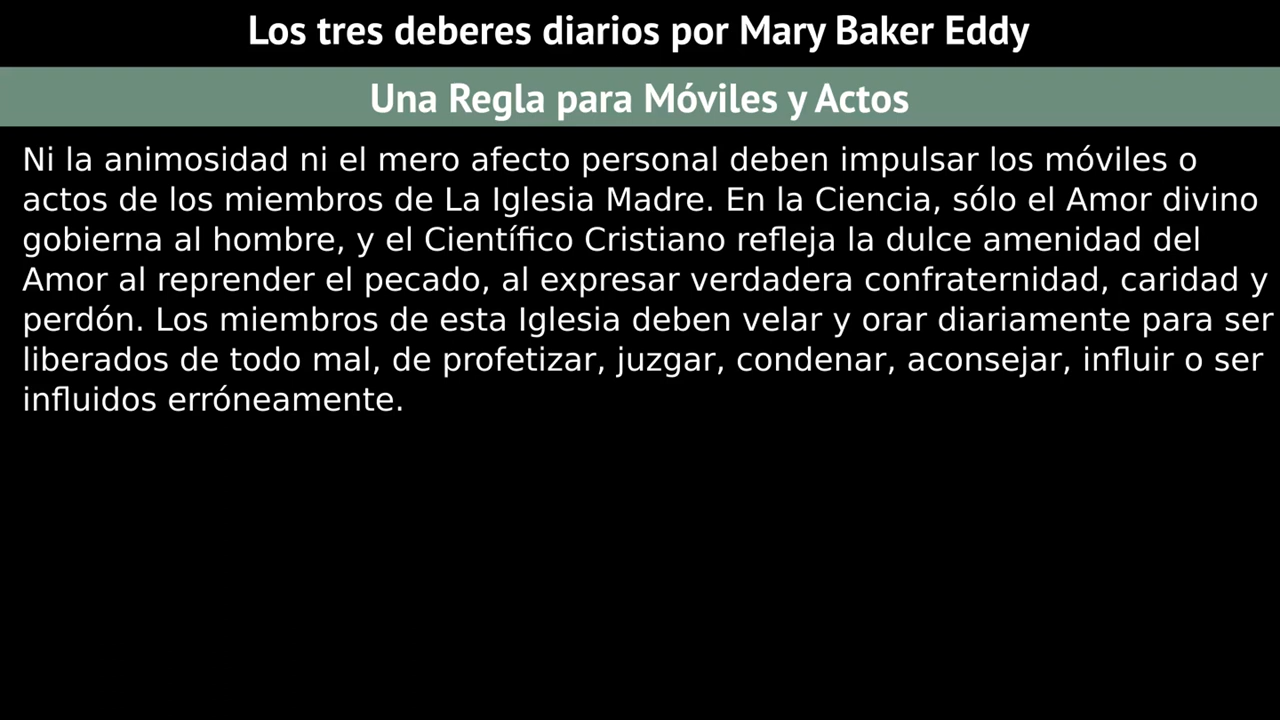 Los tres deberes diarios por Mary Baker Eddy
Una Regla para Móviles y Actos
Ni la animosidad ni el mero afecto personal deben impulsar los móviles o
actos de los miembros de La Iglesia Madre. En la Ciencia, sólo el Amor divino
gobierna al hombre, y el Científico Cristiano refleja la dulce amenidad del
Amor al reprender el pecado, al expresar verdadera confraternidad, caridad y
perdón. Los miembros de esta Iglesia deben velar y orar diariamente para ser
liberados de todo mal, de profetizar, juzgar, condenar, aconsejar, influir o ser
influidos erróneamente.